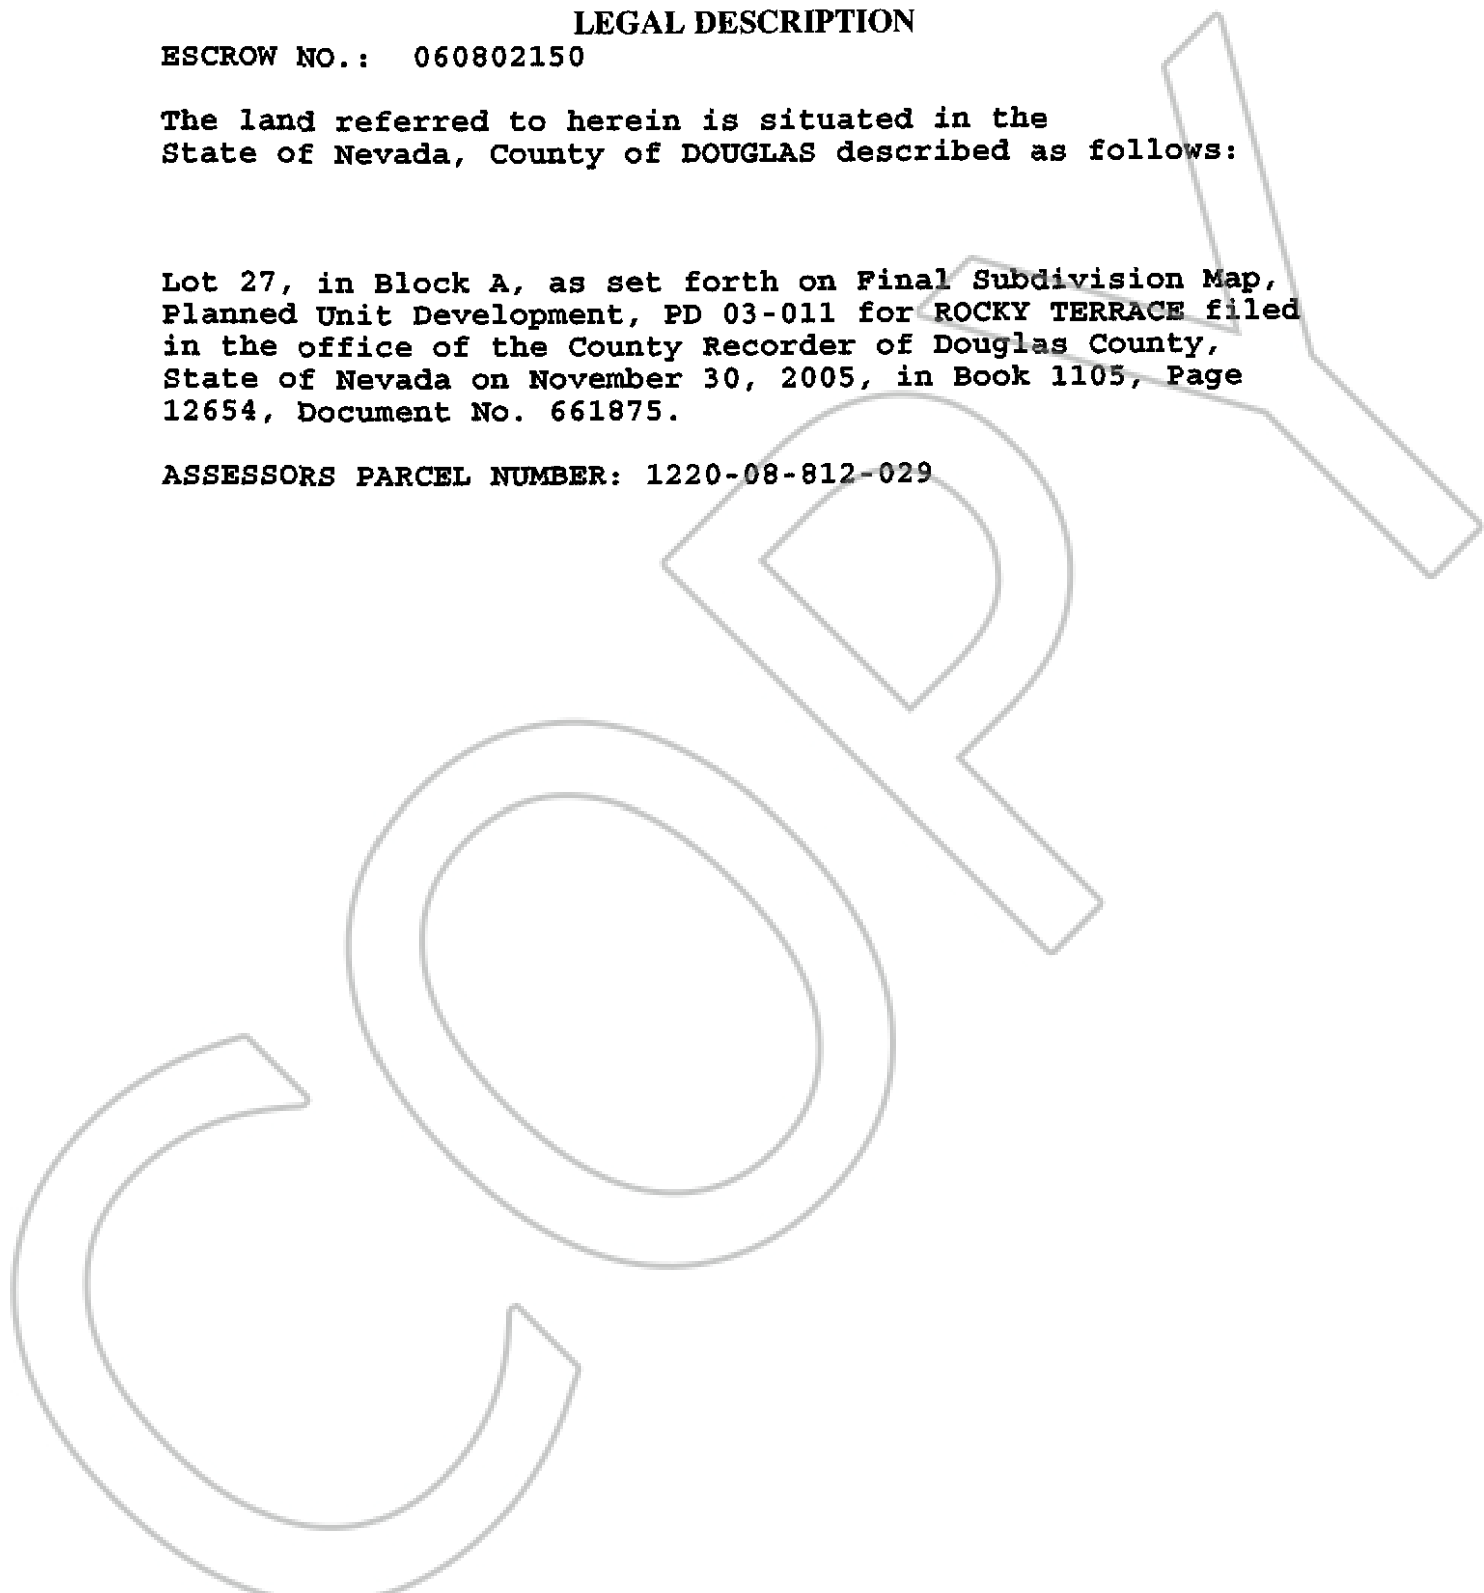 LEGAL DESCRIPTION
ESCROW NO.: 060802150
The land referred to herein is situated in the
State of Nevada, County of DOUGLAS described as follows:
Lot 27, in Block A, as set forth on Final Subdivision Map,
Planned Unit Development, PD 03-011 for ROCKY TERRACE filed
in the office of the County Recorder of Douglas County,
State of Nevada on November 30, 2005, in Book 1105, Page
12654, Document No. 661875.
ASSESSORS PARCEL NUMBER: 1220-08-812-029
COPY